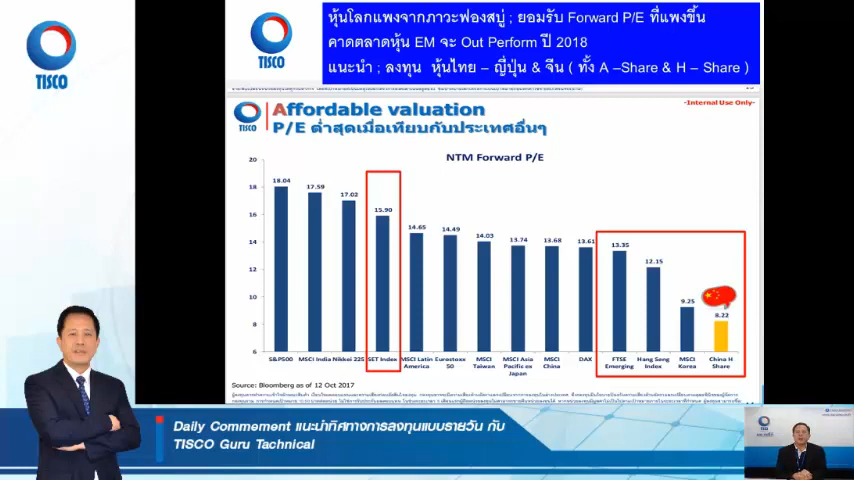 TISCO
TISCO
หุ้นโลกแพงจากภาวะฟองสบู่ ; ยอมรับ Forward P/E ที่แพงขึ้น
คาดตลาดหุ้น EM จะ Out Perform ปี 2018
แนะนำ ; ลงทุน หุ้นไทย – ญี่ปุ่น & จีน ( ทั้ง A –Share & H – Share )
TISCO
Affordable valuation
P/E ต่ำสุดเมื่อเทียบกับประเทศอื่นๆ
-Internal Use Only-
NTM Forward P/E
20
18
16
14
12
10
8
6
18.04
17.59
17.02
15.90
14.65
14.49
14.03
13.74
13.68
13.61
13.35
12.15
9.25
8.22
S&P500
MSCI India
Nikkei 225
SET Index
MSCI Latin America
Eurostoxx 50
MSCI Taiwan
MSCI Asia Pacific ex Japan
MSCI China
DAX
FTSE Emerging
Hang Seng Index
MSCI Korea
China H Share
Source: Bloomberg as of 12 Oct 2017
Daily Commement แนะนำทิศทางการลงทุนแบบรายวัน กับ
TISCO Guru Tachnical